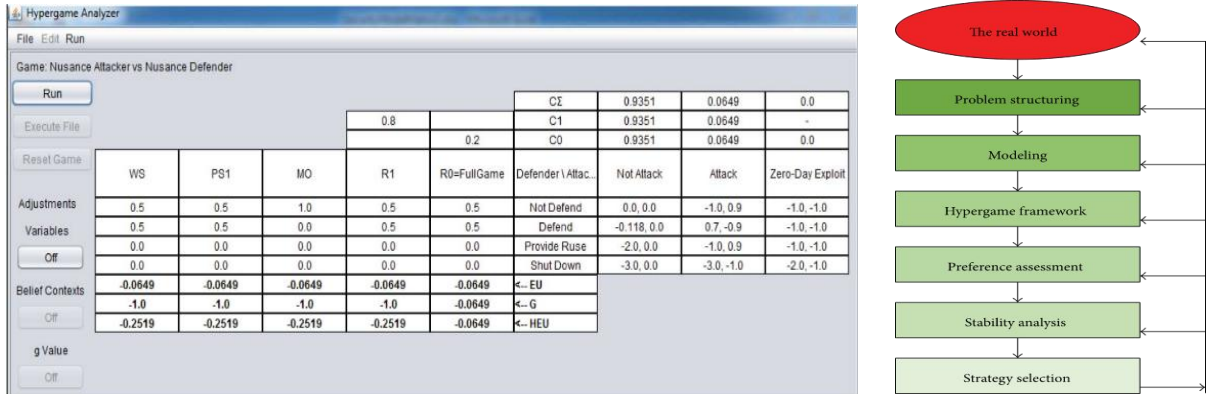 Hypergame Analyzer
File Edit Run
Game: Nusance Attacker vs Nusance Defender
Run
Execute File
Reset Game
Adjustments
Variables
Off
Belief Contexts
Off
g Value
Off
CΣ 0.9351 0.0649 0.0
0.8 C1 0.9351 0.0649 -
0.2 C0 0.9351 0.0649 0.0
WS PS1 MO R1 R0=FullGame Defender \ Attac... Not Attack Attack Zero-Day Exploit
0.5 0.5 1.0 0.5 0.5 Not Defend 0.0, 0.0 -1.0, 0.9 -1.0, -1.0
0.5 0.5 0.0 0.5 0.5 Defend -0.118, 0.0 0.7, -0.9 -1.0, -1.0
0.0 0.0 0.0 0.0 0.0 Provide Ruse -2.0, 0.0 -1.0, 0.9 -1.0, -1.0
0.0 0.0 0.0 0.0 0.0 Shut Down -3.0, 0.0 -3.0, -1.0 -2.0, -1.0
-0.0649 -0.0649 -0.0649 -0.0649 -0.0649 <-- EU
-1.0 -1.0 -1.0 -1.0 -0.0649 <-- G
-0.2519 -0.2519 -0.2519 -0.2519 -0.0649 <-- HEU
The real world
Problem structuring
Modeling
Hypergame framework
Preference assessment
Stability analysis
Strategy selection